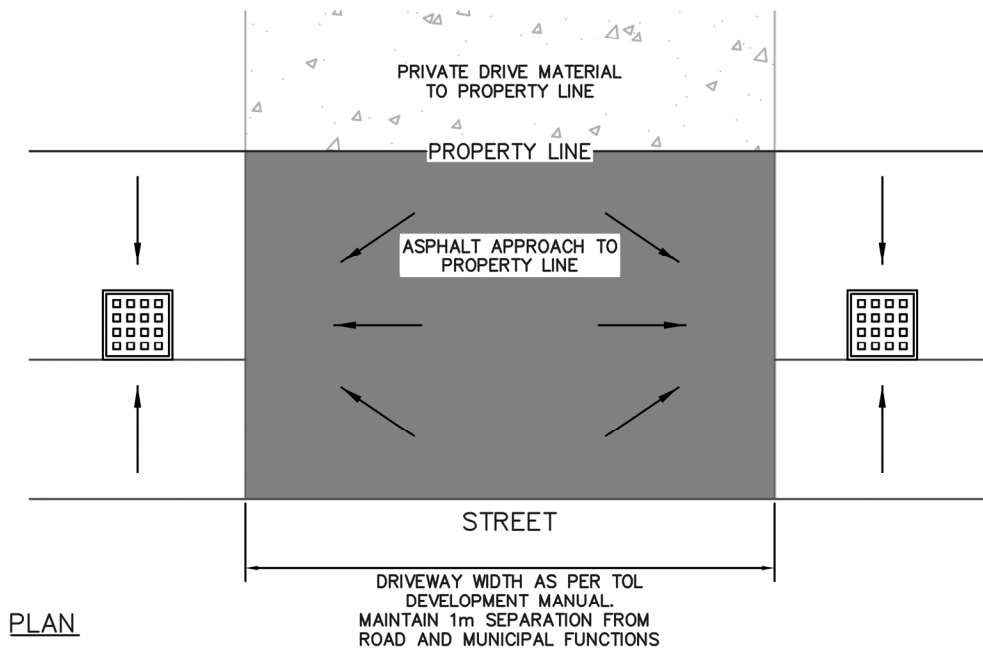 PRIVATE DRIVE MATERIAL
TO PROPERTY LINE
PROPERTY LINE
ASPHALT APPROACH TO
PROPERTY LINE
STREET
DRIVEWAY WIDTH AS PER TOL
DEVELOPMENT MANUAL.
MAINTAIN 1m SEPARATION FROM
ROAD AND MUNICIPAL FUNCTIONS
PLAN